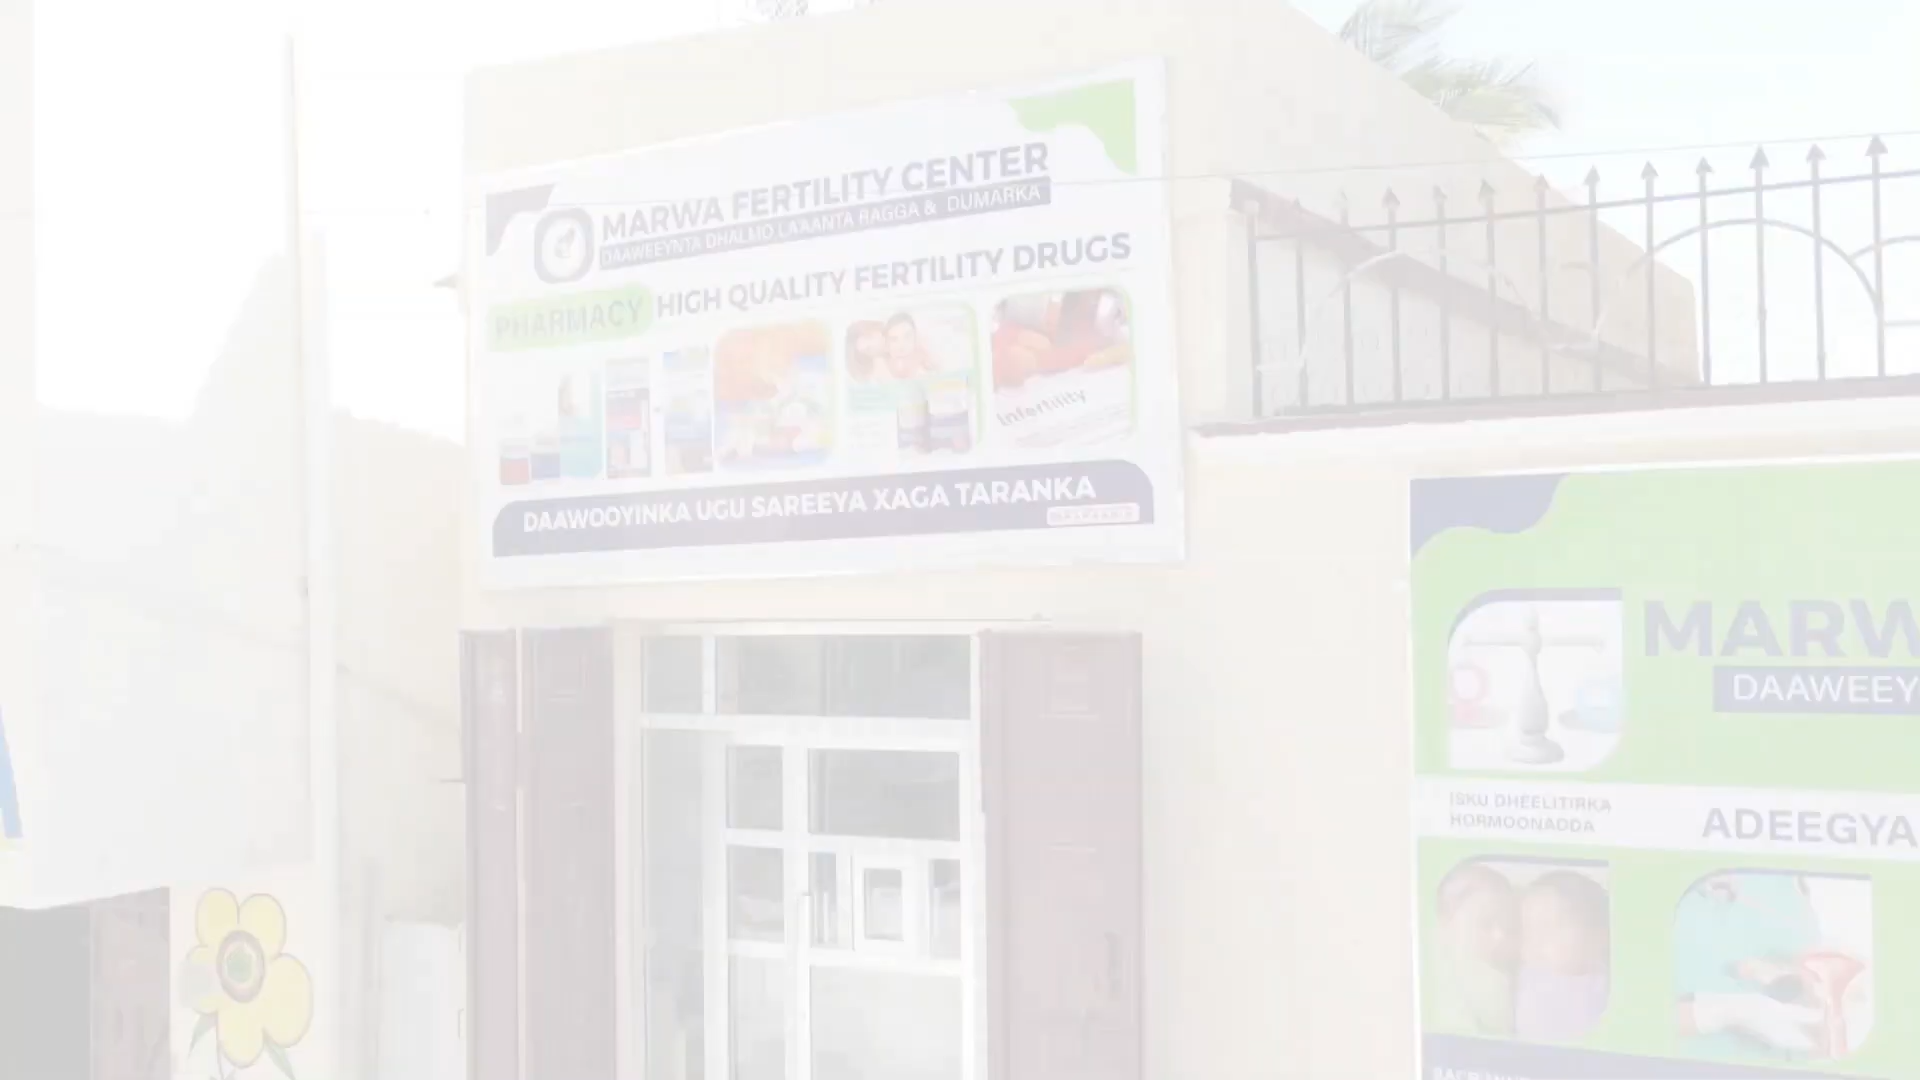 MARWA FERTILITY CENTER
DAAWEEYNTA DHALMO LA'AANTA RAGGA & DUMARKA
PHARMACY HIGH QUALITY FERTILITY DRUGS
Infertility
DAAWOOYINKA UGU SAREEYA XAGA TARANKA
MARW
DAAWEEY
ISKU DHEELITIRKA
HORMOONADDA
ADEEGYA